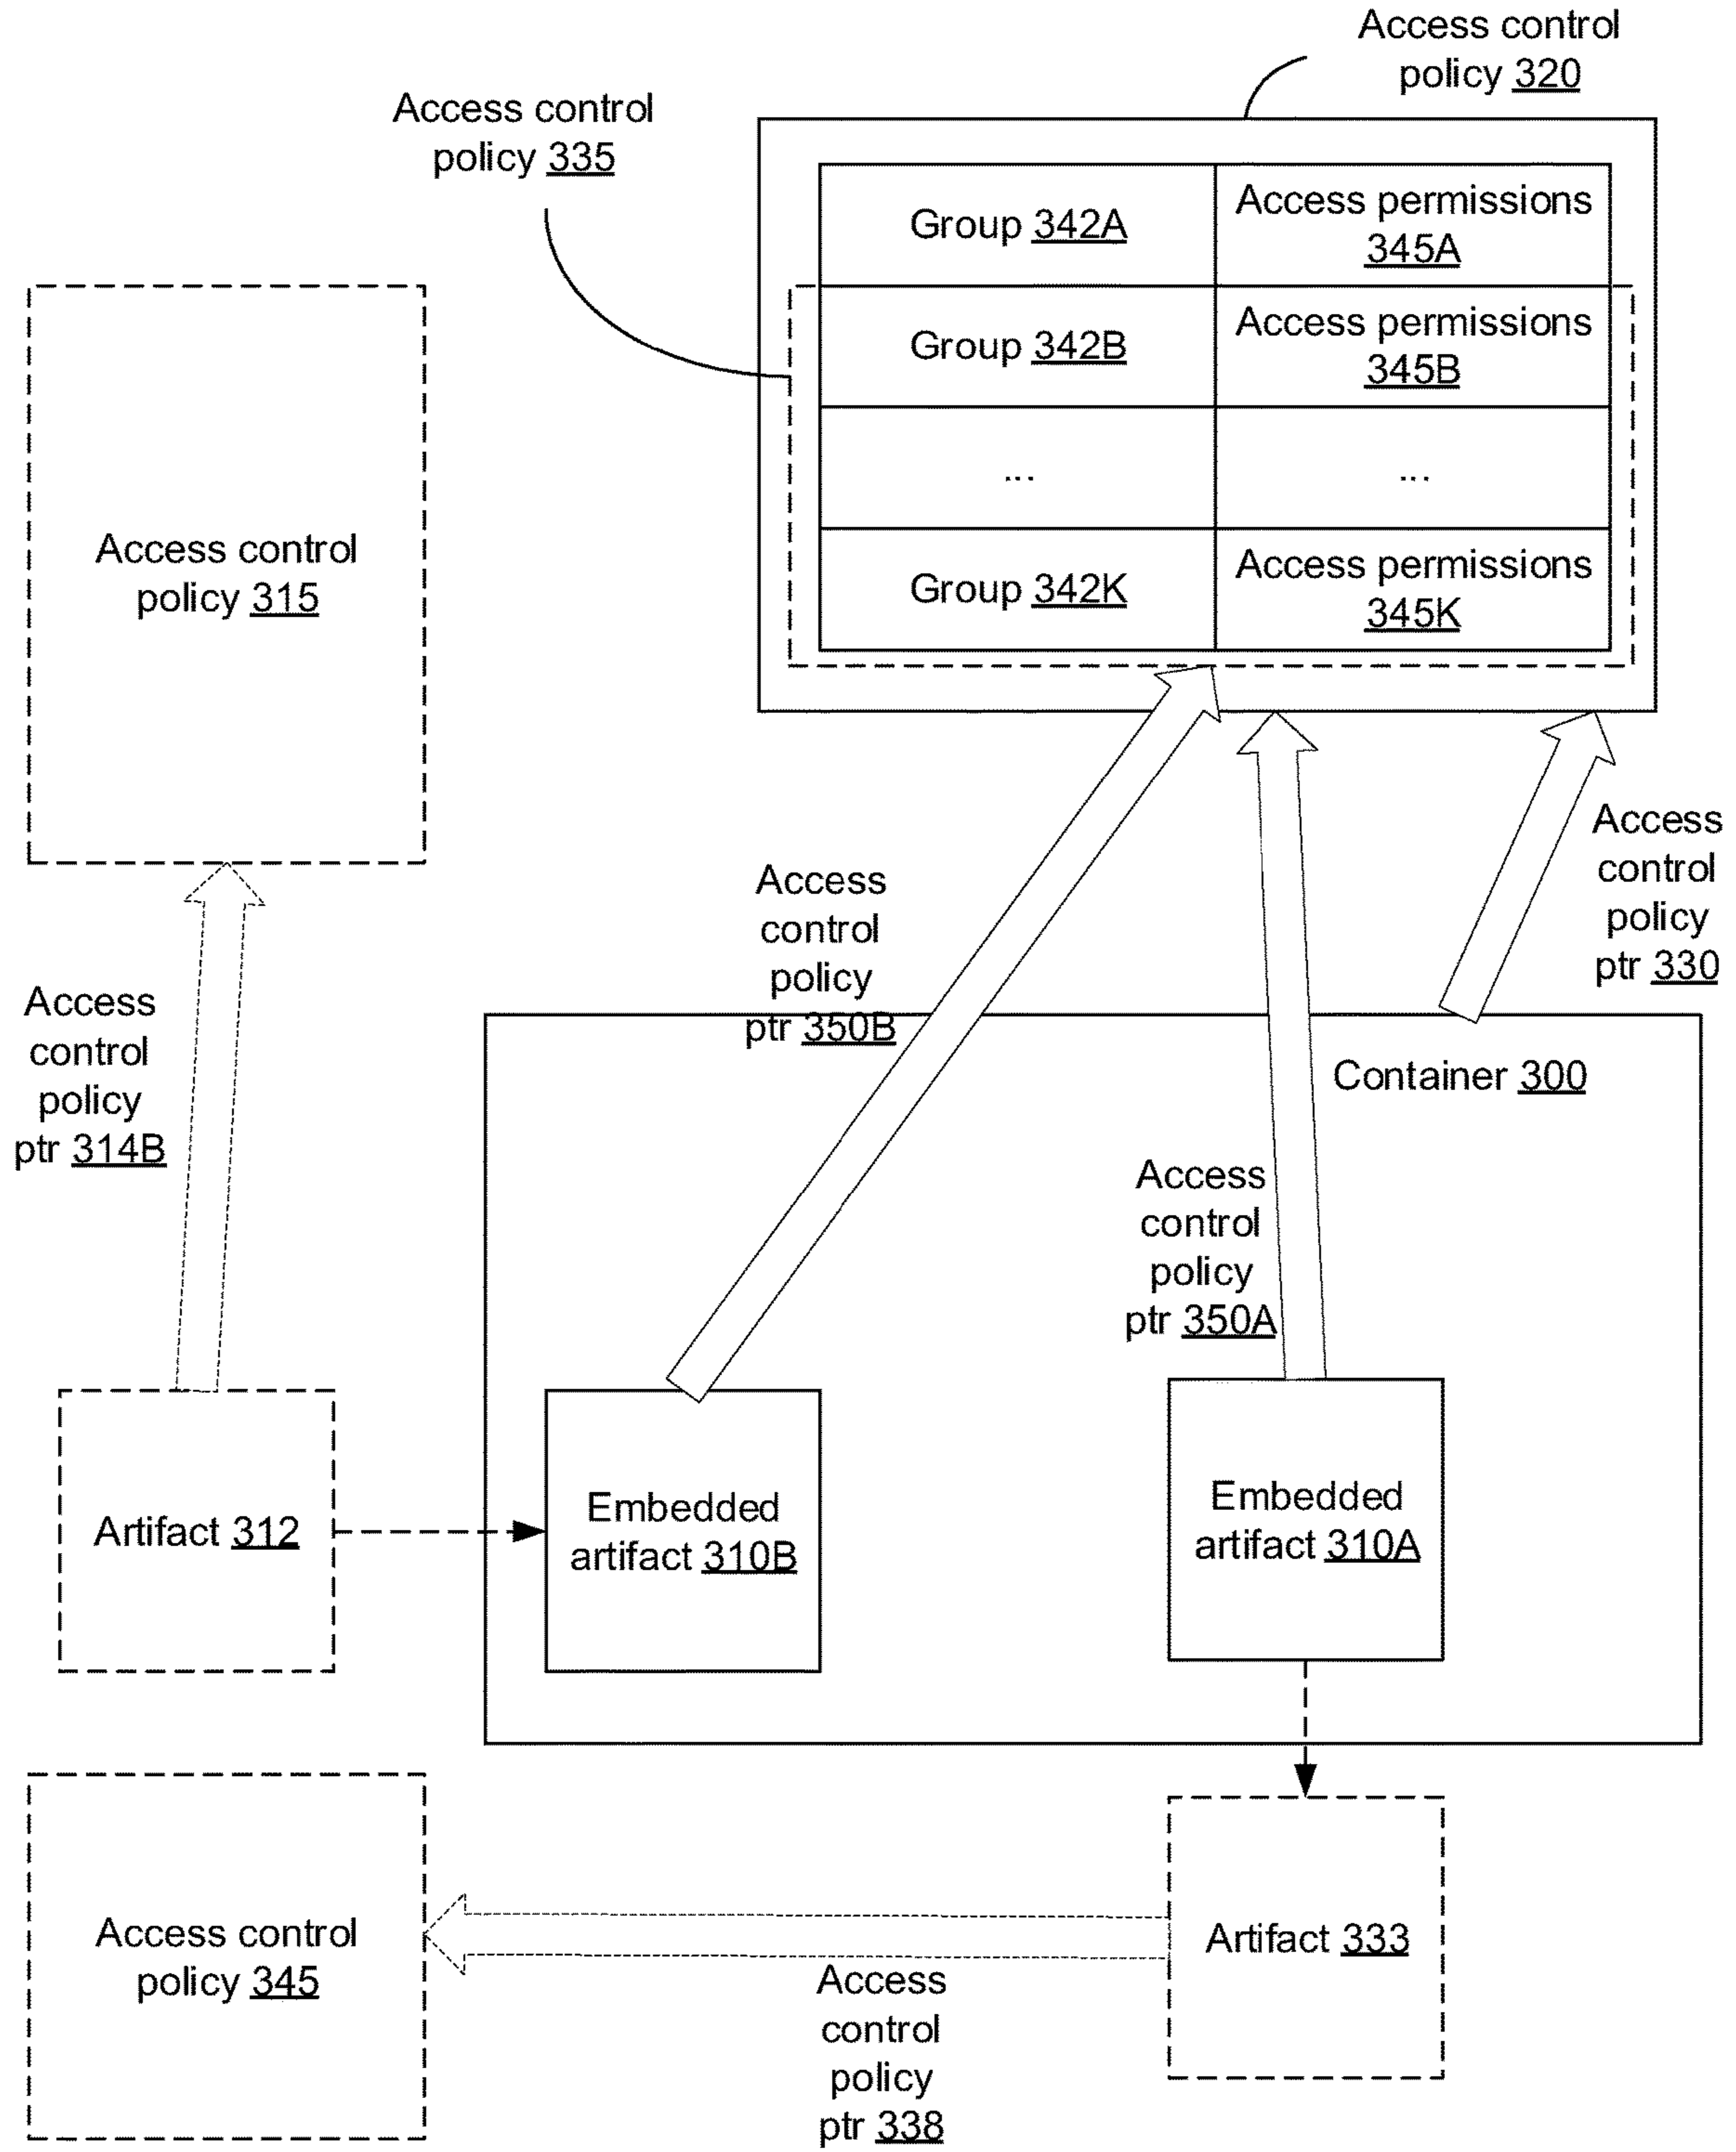 Access control
policy 320
Access control
policy 335
Group 342A
Access permissions
345A
Group 342B
Access permissions
345B
...
...
Group 342K
Access permissions
345K
Access control
policy 315
Access
control
policy
ptr 330
Access
control
policy
ptr 350B
Access
control
policy
ptr 314B
Container 300
Access
control
policy
ptr 350A
Artifact 312
Embedded
artifact 310B
Embedded
artifact 310A
Access control
policy 345
Artifact 333
Access
control
policy
ptr 338